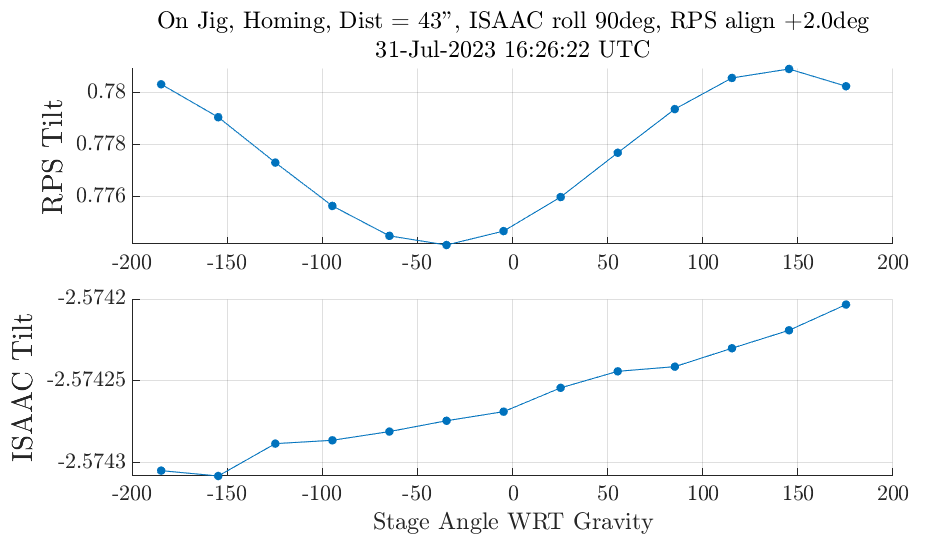 On Jig, Homing, Dist = 43", ISAAC roll 90deg, RPS align +2.0deg
31-Jul-2023 16:26:22 UTC
RPS Tilt
0.78
0.778
0.776
-200 -150 -100 -50 0 50 100 150 200
ISAAC Tilt
-2.5742
-2.57425
-2.5743
-200 -150 -100 -50 0 50 100 150 200
Stage Angle WRT Gravity